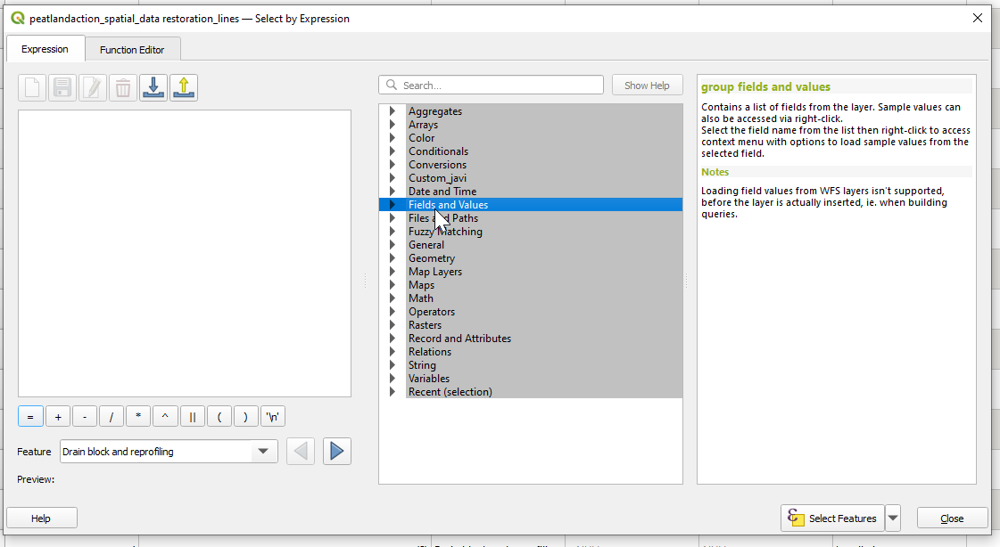 peatlandaction_spatial_data restoration_lines — Select by Expression
Expression
Function Editor
Search...
Show Help
Aggregates
Arrays
Color
Conditionals
Conversions
Custom_javi
Date and Time
Fields and Values
Files and Paths
Fuzzy Matching
General
Geometry
Map Layers
Maps
Math
Operators
Rasters
Record and Attributes
Relations
String
Variables
Recent (selection)
group fields and values
Contains a list of fields from the layer. Sample values can
also be accessed via right-click.
Select the field name from the list then right-click to access
context menu with options to load sample values from the
selected field.
Notes
Loading field values from WFS layers isn't supported,
before the layer is actually inserted, ie. when building
queries.
= + - / * ^ || ( ) '\n'
Feature
Drain block and reprofiling
Preview:
Help
Select Features
Close